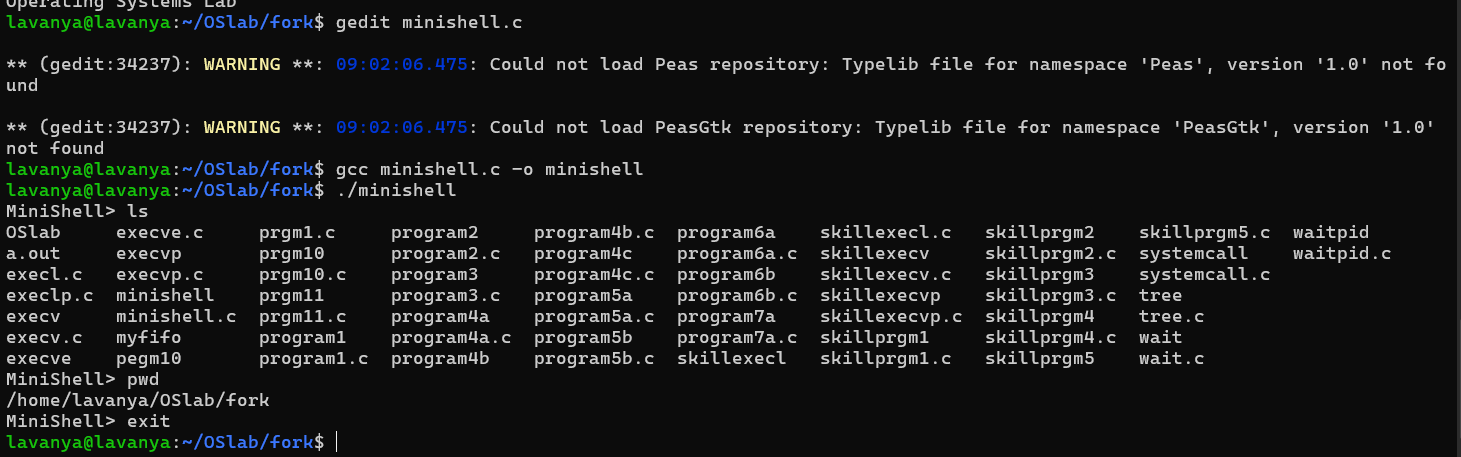 Operating Systems Lab
lavanya@lavanya:~/OSlab/fork$ gedit minishell.c
** (gedit:34237): WARNING **: 09:02:06.475: Could not load Peas repository: Typelib file for namespace 'Peas', version '1.0' not fo
und
** (gedit:34237): WARNING **: 09:02:06.475: Could not load PeasGtk repository: Typelib file for namespace 'PeasGtk', version '1.0'
not found
lavanya@lavanya:~/OSlab/fork$ gcc minishell.c -o minishell
lavanya@lavanya:~/OSlab/fork$ ./minishell
MiniShell> ls
OSlab     execve.c     prgm1.c     program2    program4b.c  program6a    skillexecl.c   skillprgm2    skillprgm5.c  waitpid
a.out     execvp       prgm10      program2.c  program4c    program6a.c  skillexecv     skillprgm2.c  systemcall    waitpid.c
execl.c   execvp.c     prgm10.c    program3    program4c.c  program6b    skillexecv.c   skillprgm3    systemcall.c
execlp.c  minishell    prgm11      program3.c  program5a    program6b.c  skillexecvp    skillprgm3.c  tree
execv     minishell.c  prgm11.c    program4a   program5a.c  program7a    skillexecvp.c  skillprgm4    tree.c
execv.c   myfifo       program1    program4a.c program5b    program7a.c  skillprgm1     skillprgm4.c  wait
execve    pegm10       program1.c  program4b   program5b.c  skillexecl   skillprgm1.c   skillprgm5    wait.c
MiniShell> pwd
/home/lavanya/OSlab/fork
MiniShell> exit
lavanya@lavanya:~/OSlab/fork$